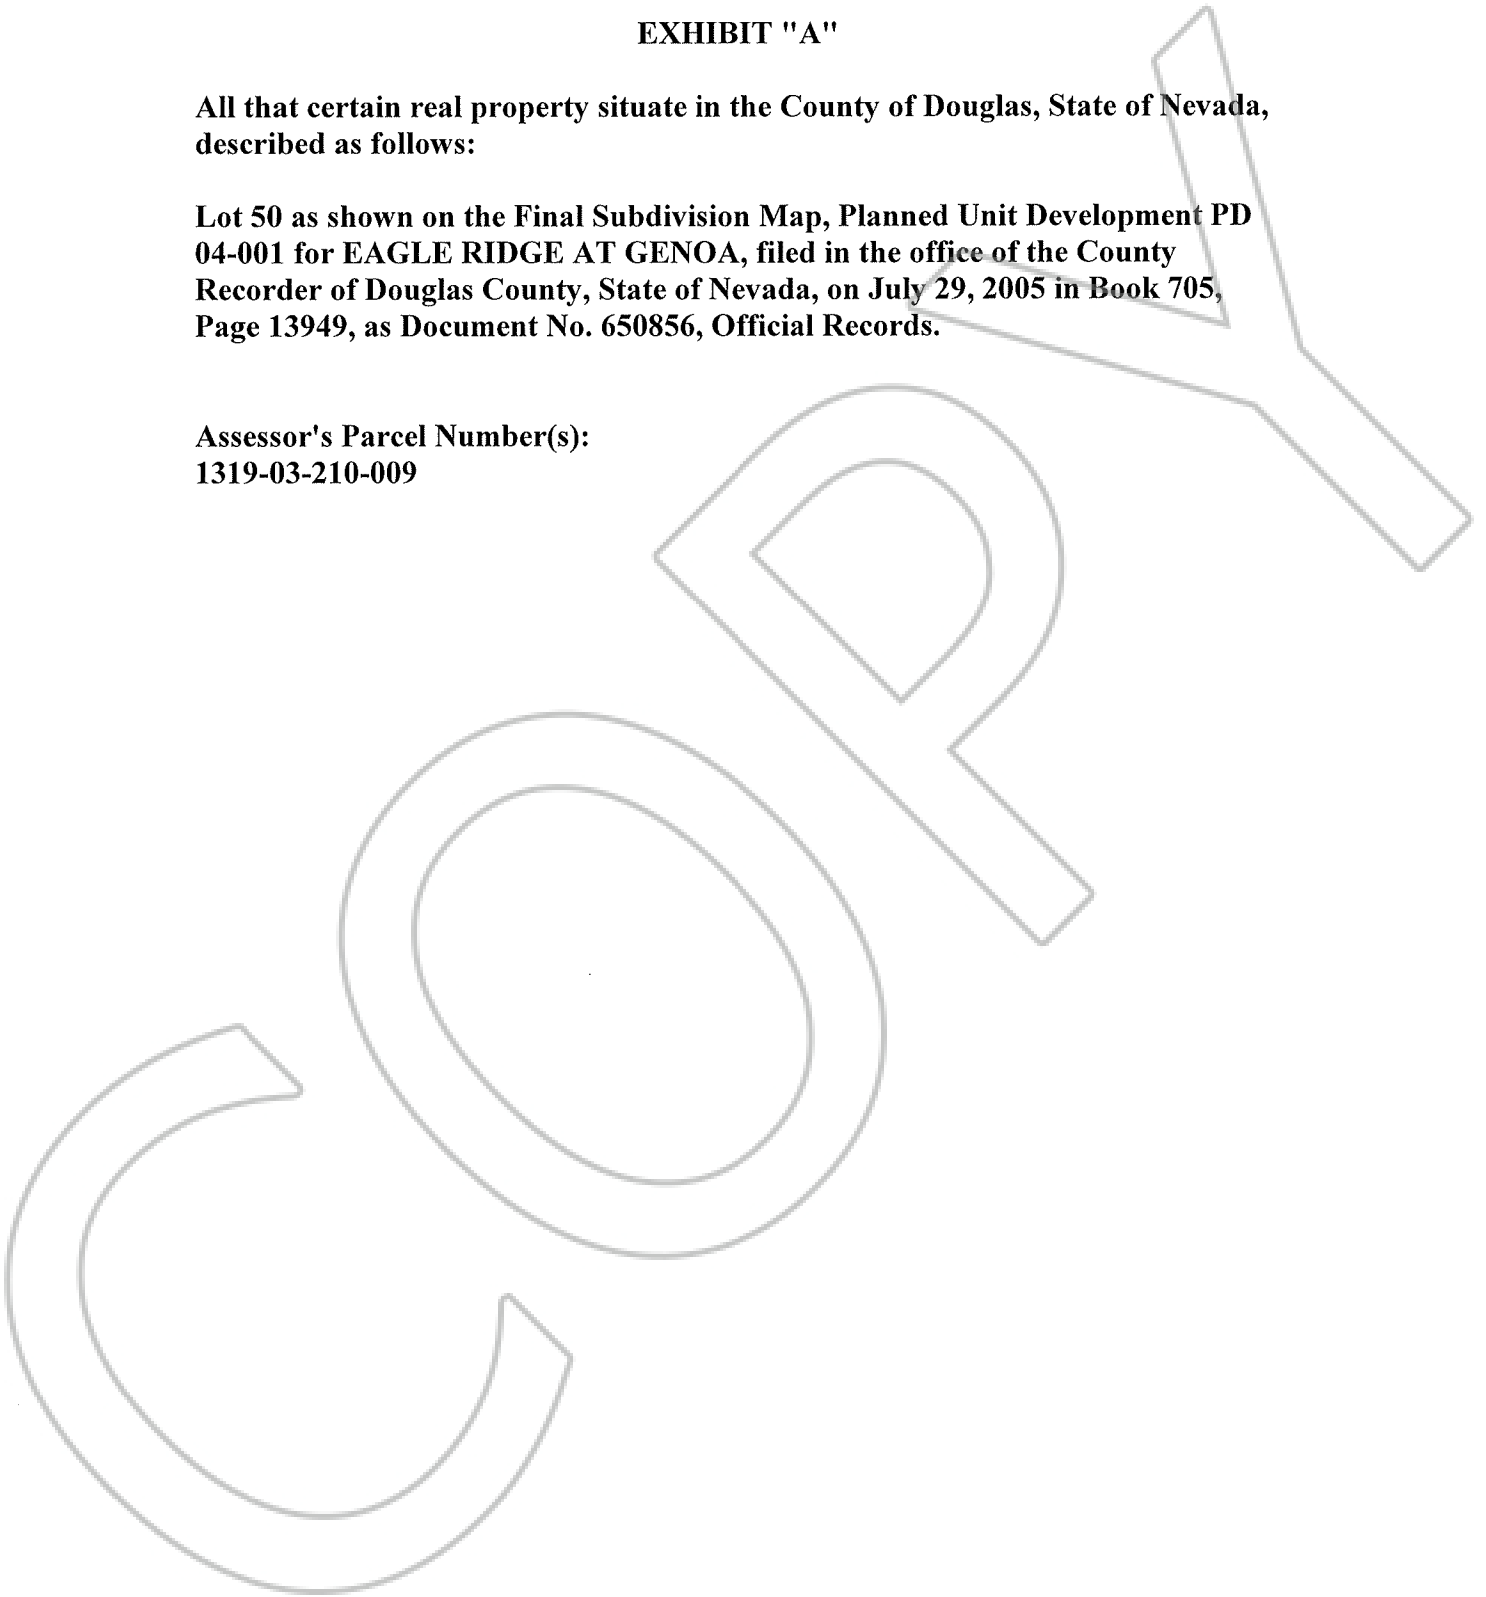 EXHIBIT "A"
All that certain real property situate in the County of Douglas, State of Nevada,
described as follows:
Lot 50 as shown on the Final Subdivision Map, Planned Unit Development PD
04-001 for EAGLE RIDGE AT GENOA, filed in the office of the County
Recorder of Douglas County, State of Nevada, on July 29, 2005 in Book 705,
Page 13949, as Document No. 650856, Official Records.
Assessor's Parcel Number(s):
1319-03-210-009
COPY